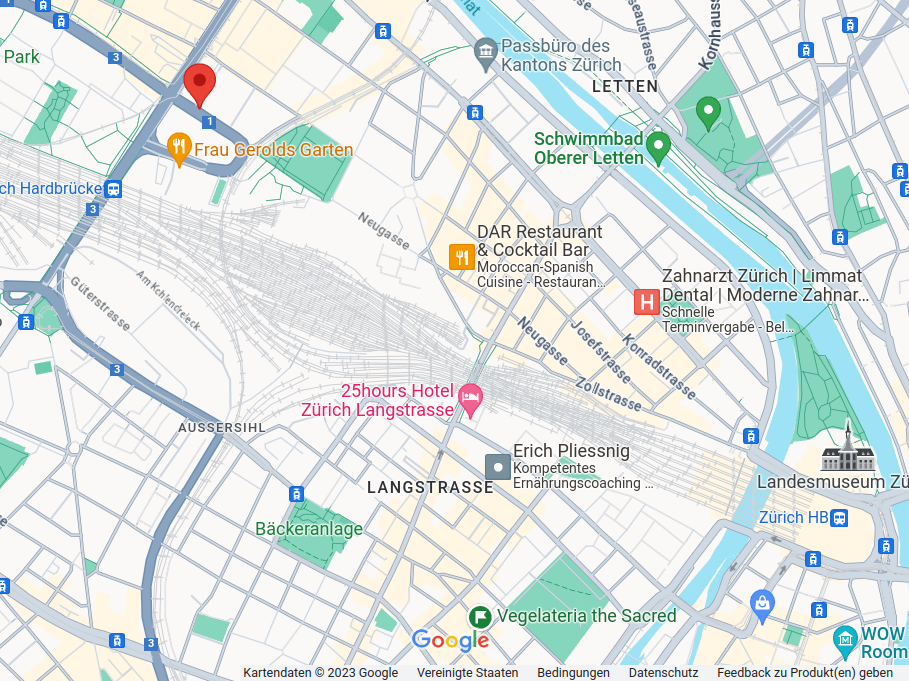 Park
3
1
Frau Gerolds Garten
ch Hardbrücke
3
Passbüro des
Kantons Zürich
LETTEN
Kornhauss
seaustrasse
Schwimmbad
Oberer Letten
Neugasse
DAR Restaurant
& Cocktail Bar
Moroccan-Spanish
Cuisine - Restauran...
Zahnarzt Zürich | Limmat
Dental | Moderne Zahnar...
Schnelle
Terminvergabe - Bel...
H
Güterstrasse
Neugasse
Josefstrasse
Konradstrasse
Zollstrasse
3
25hours Hotel
Zürich Langstrasse
AUSSERSIHL
Erich Pliessnig
Kompetentes
Ernährungscoaching ...
LANGSTRASSE
Landesmuseum Zü
Zürich HB
Bäckeranlage
Vegelateria the Sacred
3
Google
WOW
Room
Kartendaten © 2023 Google
Vereinigte Staaten
Bedingungen
Datenschutz
Feedback zu Produkt(en) geben